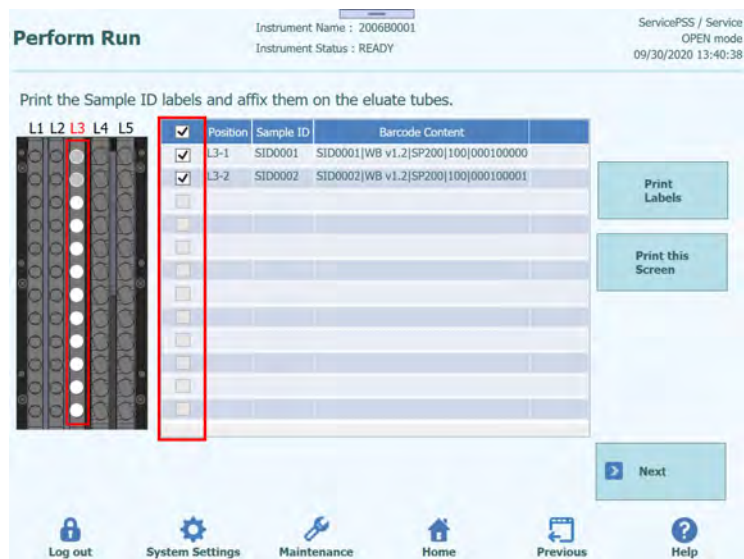 Perform Run
Instrument Name : 2006B0001
Instrument Status : READY
ServicePSS / Service
OPEN mode
09/30/2020 13:40:38
Print the Sample ID labels and affix them on the eluate tubes.
L1 L2 L3 L4 L5
Position Sample ID Barcode Content
L3-1 SID0001 SID0001|WB v1.2|SP200|100|000100000
L3-2 SID0002 SID0002|WB v1.2|SP200|100|000100001
Print
Labels
Print this
Screen
Next
Log out System Settings Maintenance Home Previous Help